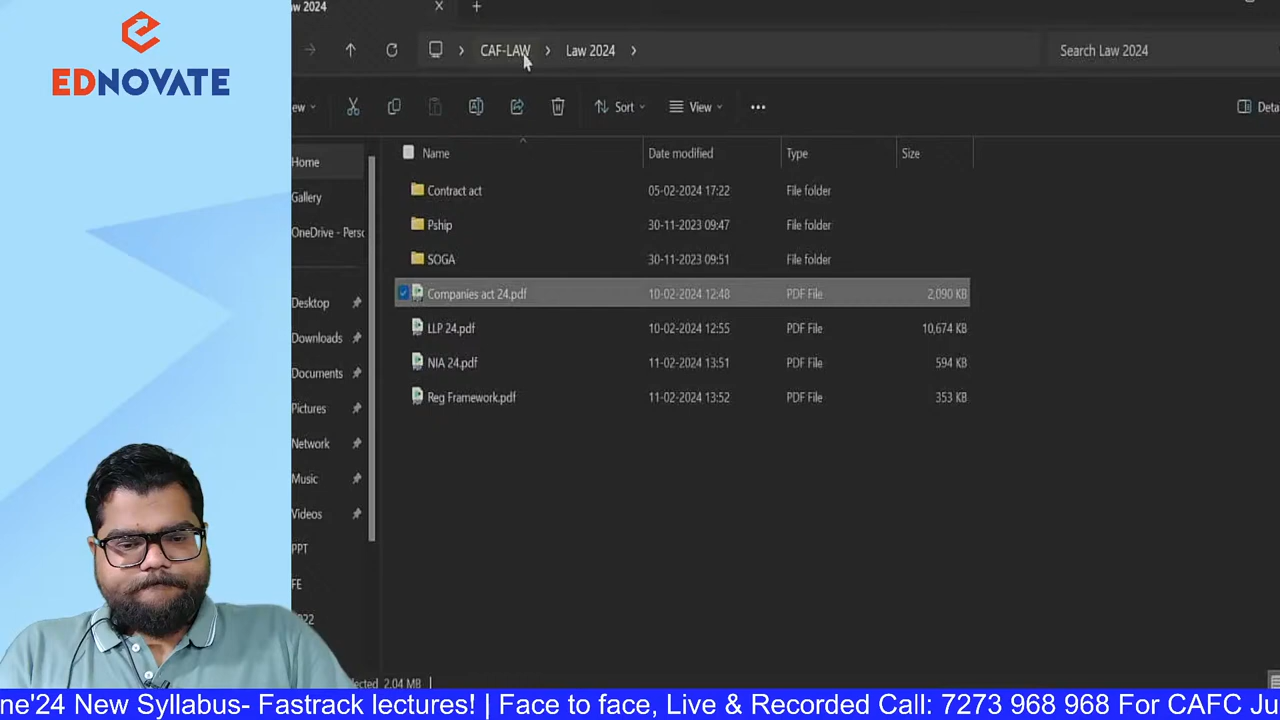 w 2024
EDNOVATE
CAF-LAW
Law 2024
Search Law 2024
ew
Sort
View
Deta
Name
Date modified
Type
Size
Home
Gallery
OneDrive - Persc
Desktop
Downloads
Documents
Pictures
Network
Music
Videos
PPT
FE
2022
Contract act 05-02-2024 17:22 File folder
Pship 30-11-2023 09:47 File folder
SOGA 30-11-2023 09:51 File folder
Companies act 24.pdf 10-02-2024 12:48 PDF File 2,090 KB
LLP 24.pdf 10-02-2024 12:55 PDF File 10,674 KB
NIA 24.pdf 11-02-2024 13:51 PDF File 594 KB
Reg Framework.pdf 11-02-2024 13:52 PDF File 353 KB
lected 2.04 MB
ne'24 New Syllabus- Fastrack lectures! | Face to face, Live & Recorded Call: 7273 968 968 For CAFC Ju